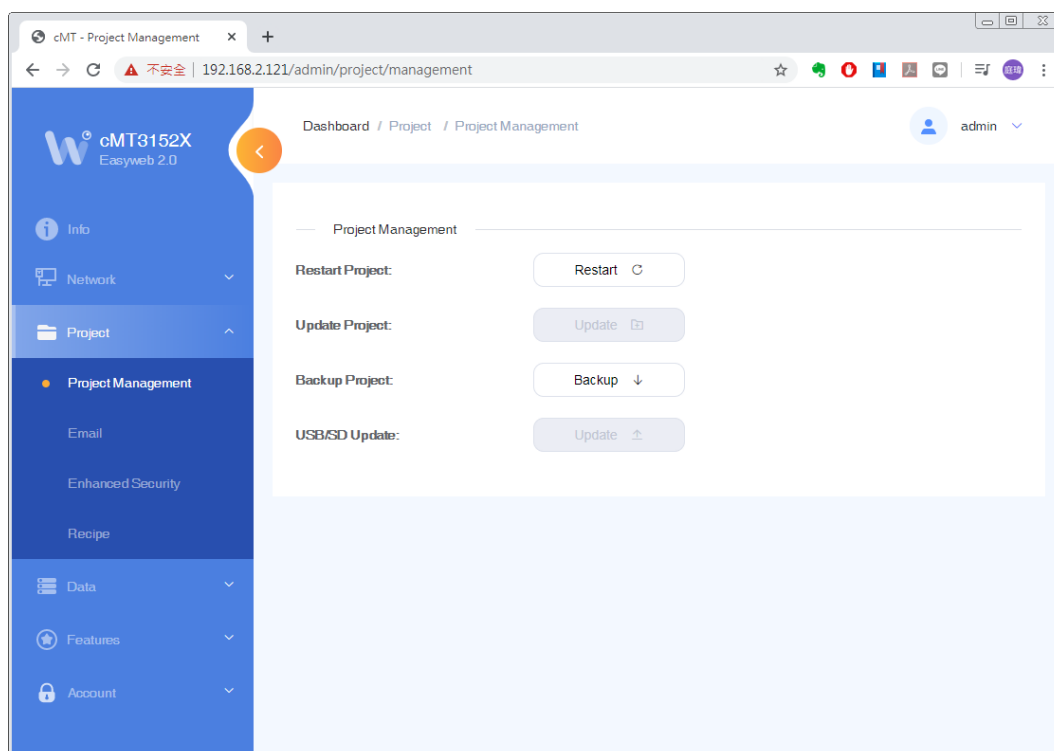 cMT - Project Management
不安全 | 192.168.2.121/admin/project/management
庭瑋
cMT3152X
Easyweb 2.0
Dashboard / Project / Project Management
admin
Info
Network
Project
Project Management
Email
Enhanced Security
Recipe
Data
Features
Account
Project Management
Restart Project: Restart
Update Project: Update
Backup Project: Backup
USB/SD Update: Update